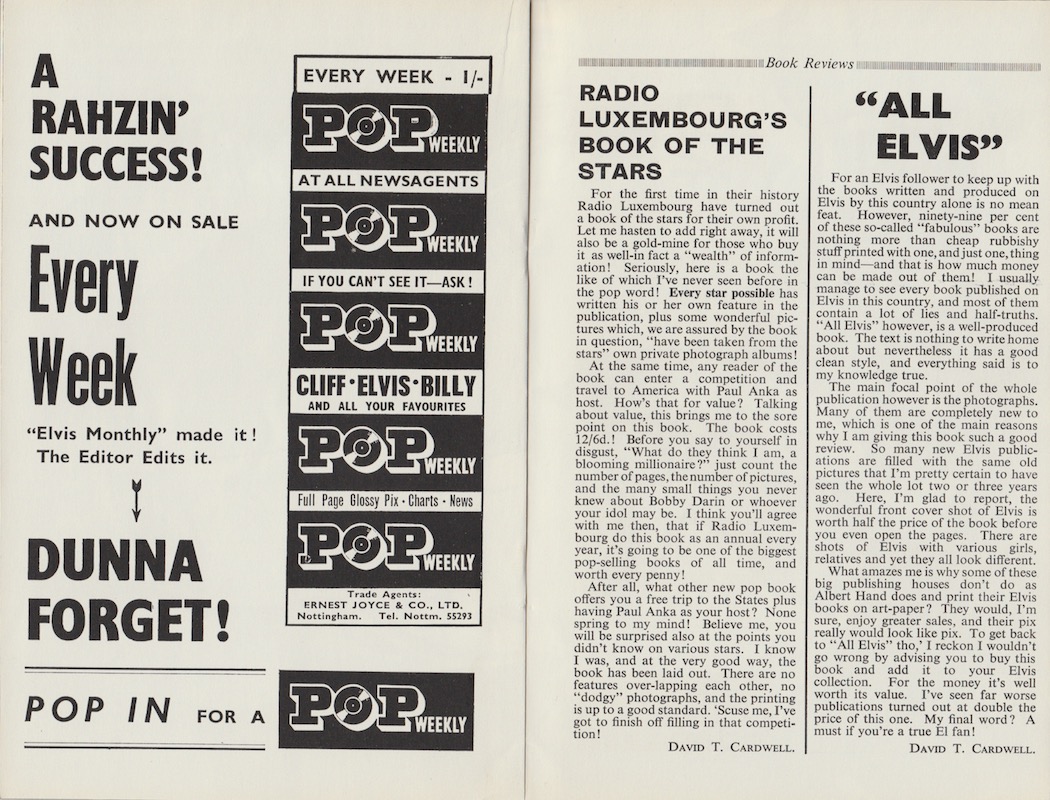 A
RAHZIN'
SUCCESS!
AND NOW ON SALE
Every
Week
"Elvis Monthly" made it!
The Editor Edits it.
DUNNA
FORGET!
POP IN FOR A
POP WEEKLY
EVERY WEEK - 1/-
POP WEEKLY
AT ALL NEWSAGENTS
POP WEEKLY
IF YOU CAN'T SEE IT—ASK!
POP WEEKLY
CLIFF·ELVIS·BILLY
AND ALL YOUR FAVOURITES
POP WEEKLY
Full Page Glossy Pix · Charts · News
POP WEEKLY
Trade Agents:
ERNEST JOYCE & CO., LTD.
Nottingham. Tel. Nottm. 55293
Book Reviews
RADIO
LUXEMBOURG'S
BOOK OF THE
STARS
For the first time in their history
Radio Luxembourg have turned out
a book of the stars for their own profit.
Let me hasten to add right away, it will
also be a gold-mine for those who buy
it as well-in fact a "wealth" of inform-
ation! Seriously, here is a book the
like of which I've never seen before in
the pop word! Every star possible has
written his or her own feature in the
publication, plus some wonderful pic-
tures which, we are assured by the book
in question, "have been taken from the
stars" own private photograph albums!
At the same time, any reader of the
book can enter a competition and
travel to America with Paul Anka as
host. How's that for value? Talking
about value, this brings me to the sore
point on this book. The book costs
12/6d.! Before you say to yourself in
disgust, "What do they think I am, a
blooming millionaire?" just count the
number of pages, the number of pictures,
and the many small things you never
knew about Bobby Darin or whoever
your idol may be. I think you'll agree
with me then, that if Radio Luxem-
bourg do this book as an annual every
year, it's going to be one of the biggest
pop-selling books of all time, and
worth every penny!
After all, what other new pop book
offers you a free trip to the States plus
having Paul Anka as your host? None
spring to my mind! Believe me, you
will be surprised also at the points you
didn't know on various stars. I know
I was, and at the very good way, the
book has been laid out. There are no
features over-lapping each other, no
"dodgy" photographs, and the printing
is up to a good standard. 'Scuse me, I've
got to finish off filling in that competi-
tion!
DAVID T. CARDWELL.
"ALL
ELVIS"
For an Elvis follower to keep up with
the books written and produced on
Elvis by this country alone is no mean
feat. However, ninety-nine per cent
of these so-called "fabulous" books are
nothing more than cheap rubbishy
stuff printed with one, and just one, thing
in mind—and that is how much money
can be made out of them! I usually
manage to see every book published on
Elvis in this country, and most of them
contain a lot of lies and half-truths.
"All Elvis" however, is a well-produced
book. The text is nothing to write home
about but nevertheless it has a good
clean style, and everything said is to
my knowledge true.
The main focal point of the whole
publication however is the photographs.
Many of them are completely new to
me, which is one of the main reasons
why I am giving this book such a good
review. So many new Elvis public-
ations are filled with the same old
pictures that I'm pretty certain to have
seen the whole lot two or three years
ago. Here, I'm glad to report, the
wonderful front cover shot of Elvis is
worth half the price of the book before
you even open the pages. There are
shots of Elvis with various girls,
relatives and yet they all look different.
What amazes me is why some of these
big publishing houses don't do as
Albert Hand does and print their Elvis
books on art-paper? They would, I'm
sure, enjoy greater sales, and their pix
really would look like pix. To get back
to "All Elvis" tho,' I reckon I wouldn't
go wrong by advising you to buy this
book and add it to your Elvis
collection. For the money it's well
worth its value. I've seen far worse
publications turned out at double the
price of this one. My final word? A
must if you're a true El fan!
DAVID T. CARDWELL.